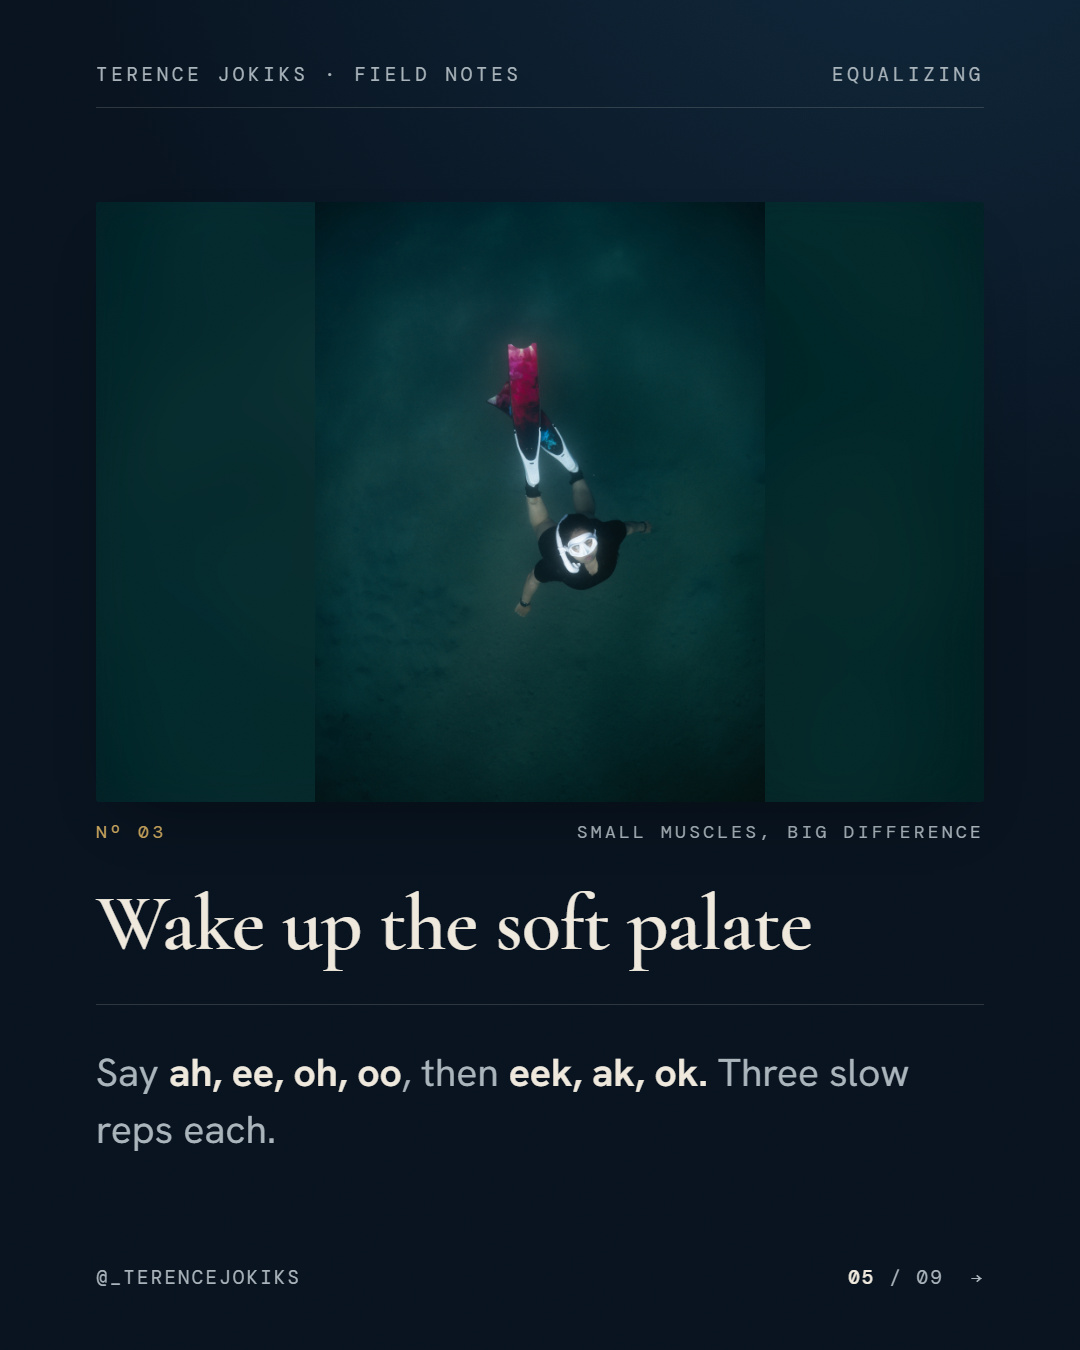 TERENCE JOKIKS · FIELD NOTES
EQUALIZING
Nº 03
SMALL MUSCLES, BIG DIFFERENCE
Wake up the soft palate
Say ah, ee, oh, oo, then eek, ak, ok. Three slow
reps each.
@_TERENCEJOKIKS
05 / 09 →